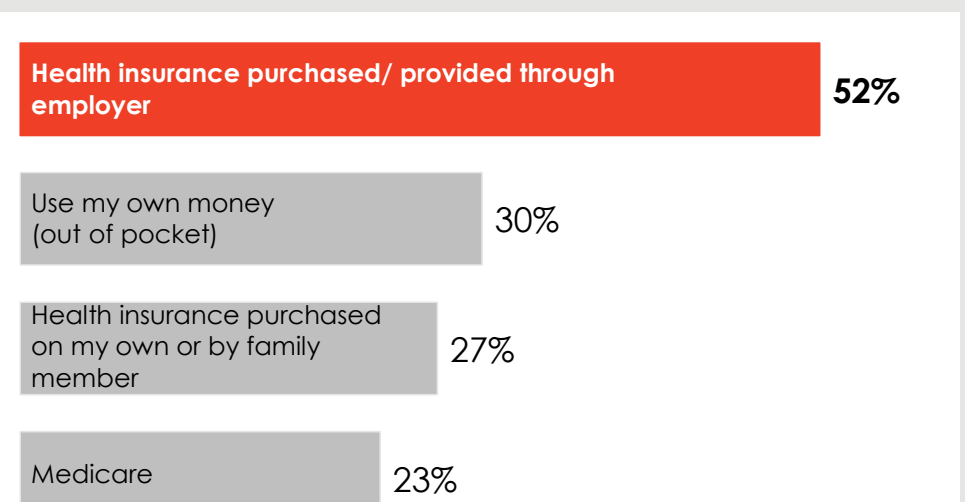 Health insurance purchased/ provided through
employer
52%
Use my own money
(out of pocket)
30%
Health insurance purchased
on my own or by family
member
27%
Medicare
23%